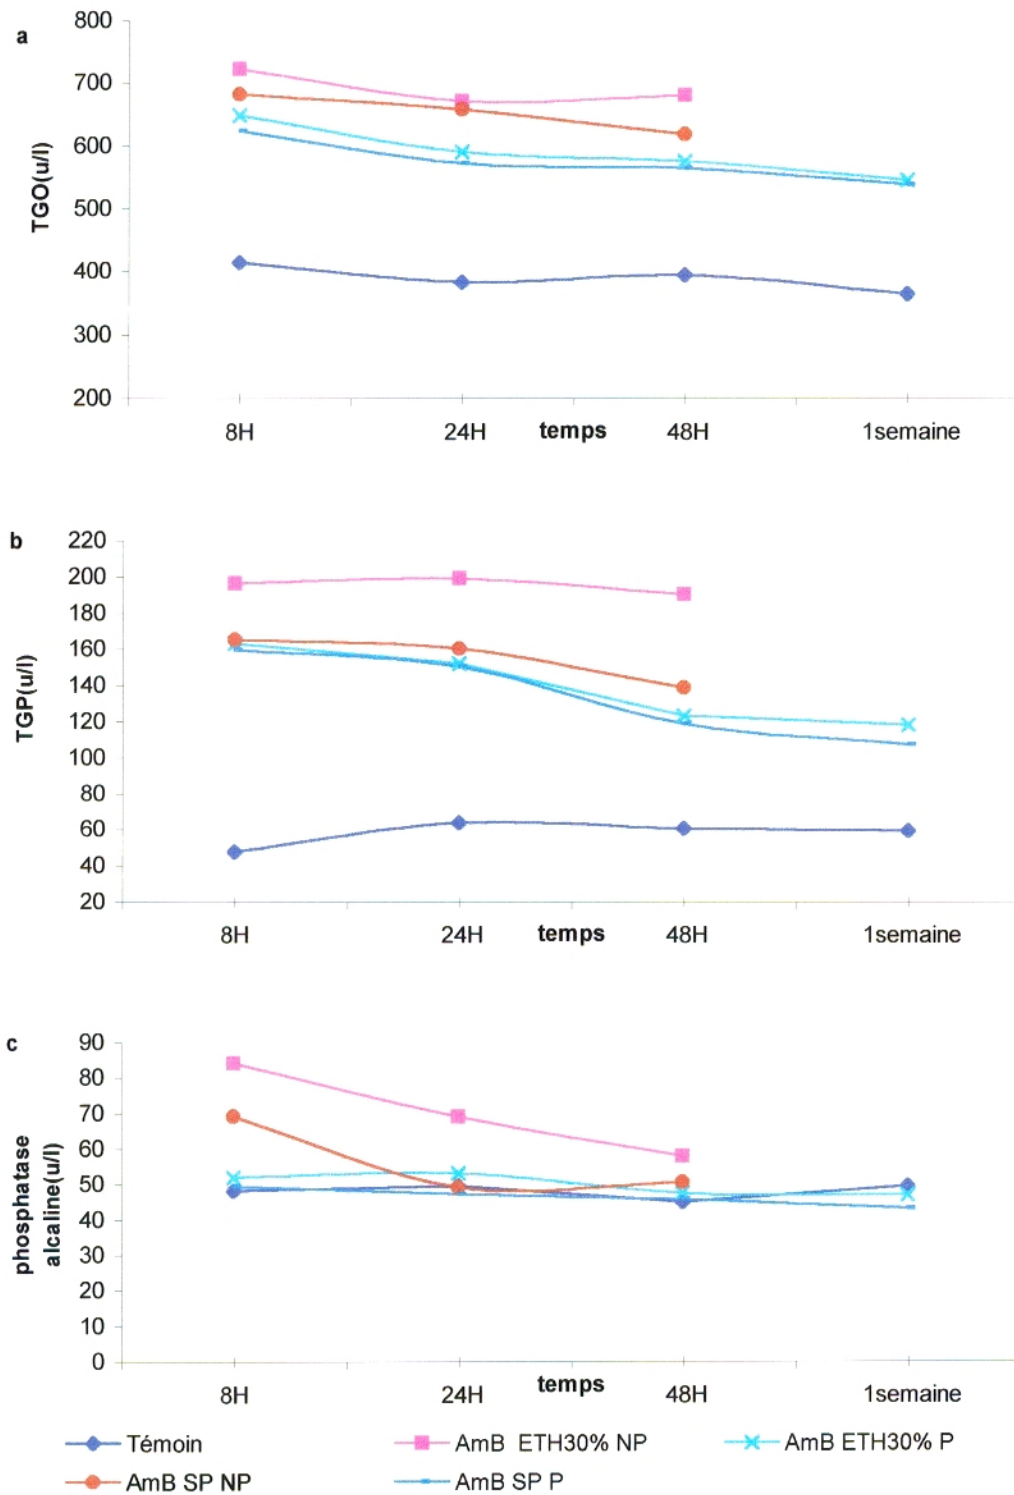 a
800
700
600
500
400
300
200
TGO(u/l)
8H 24H temps 48H 1semaine
b
220
200
180
160
140
120
100
80
60
40
20
TGP(u/l)
8H 24H temps 48H 1semaine
c
90
80
70
60
50
40
30
20
10
0
phosphatase
alcaline(u/l)
8H 24H temps 48H 1semaine
Témoin AmB ETH30% NP AmB ETH30% P
AmB SP NP AmB SP P